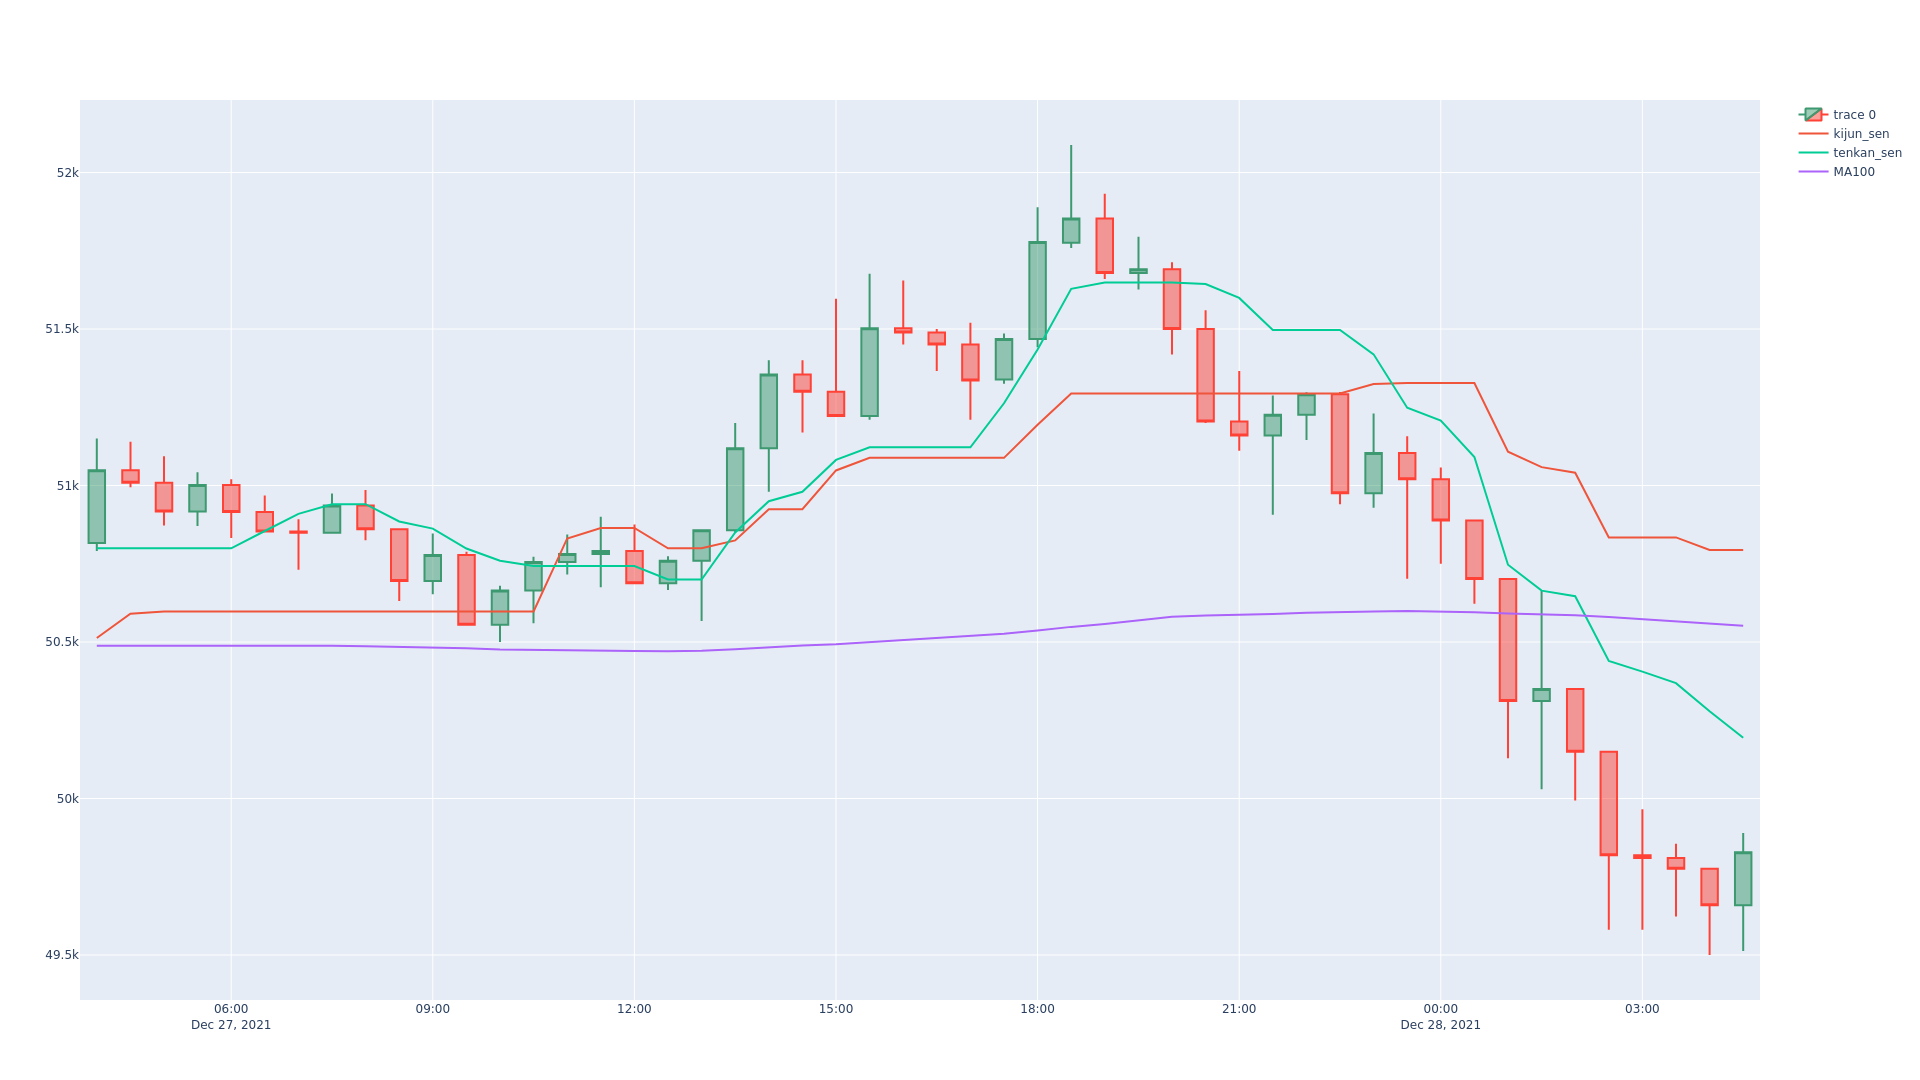 trace 0
kijun_sen
tenkan_sen
MA100
52k
51.5k
51k
50.5k
50k
49.5k
06:00 09:00 12:00 15:00 18:00 21:00 00:00 03:00
Dec 27, 2021 Dec 28, 2021